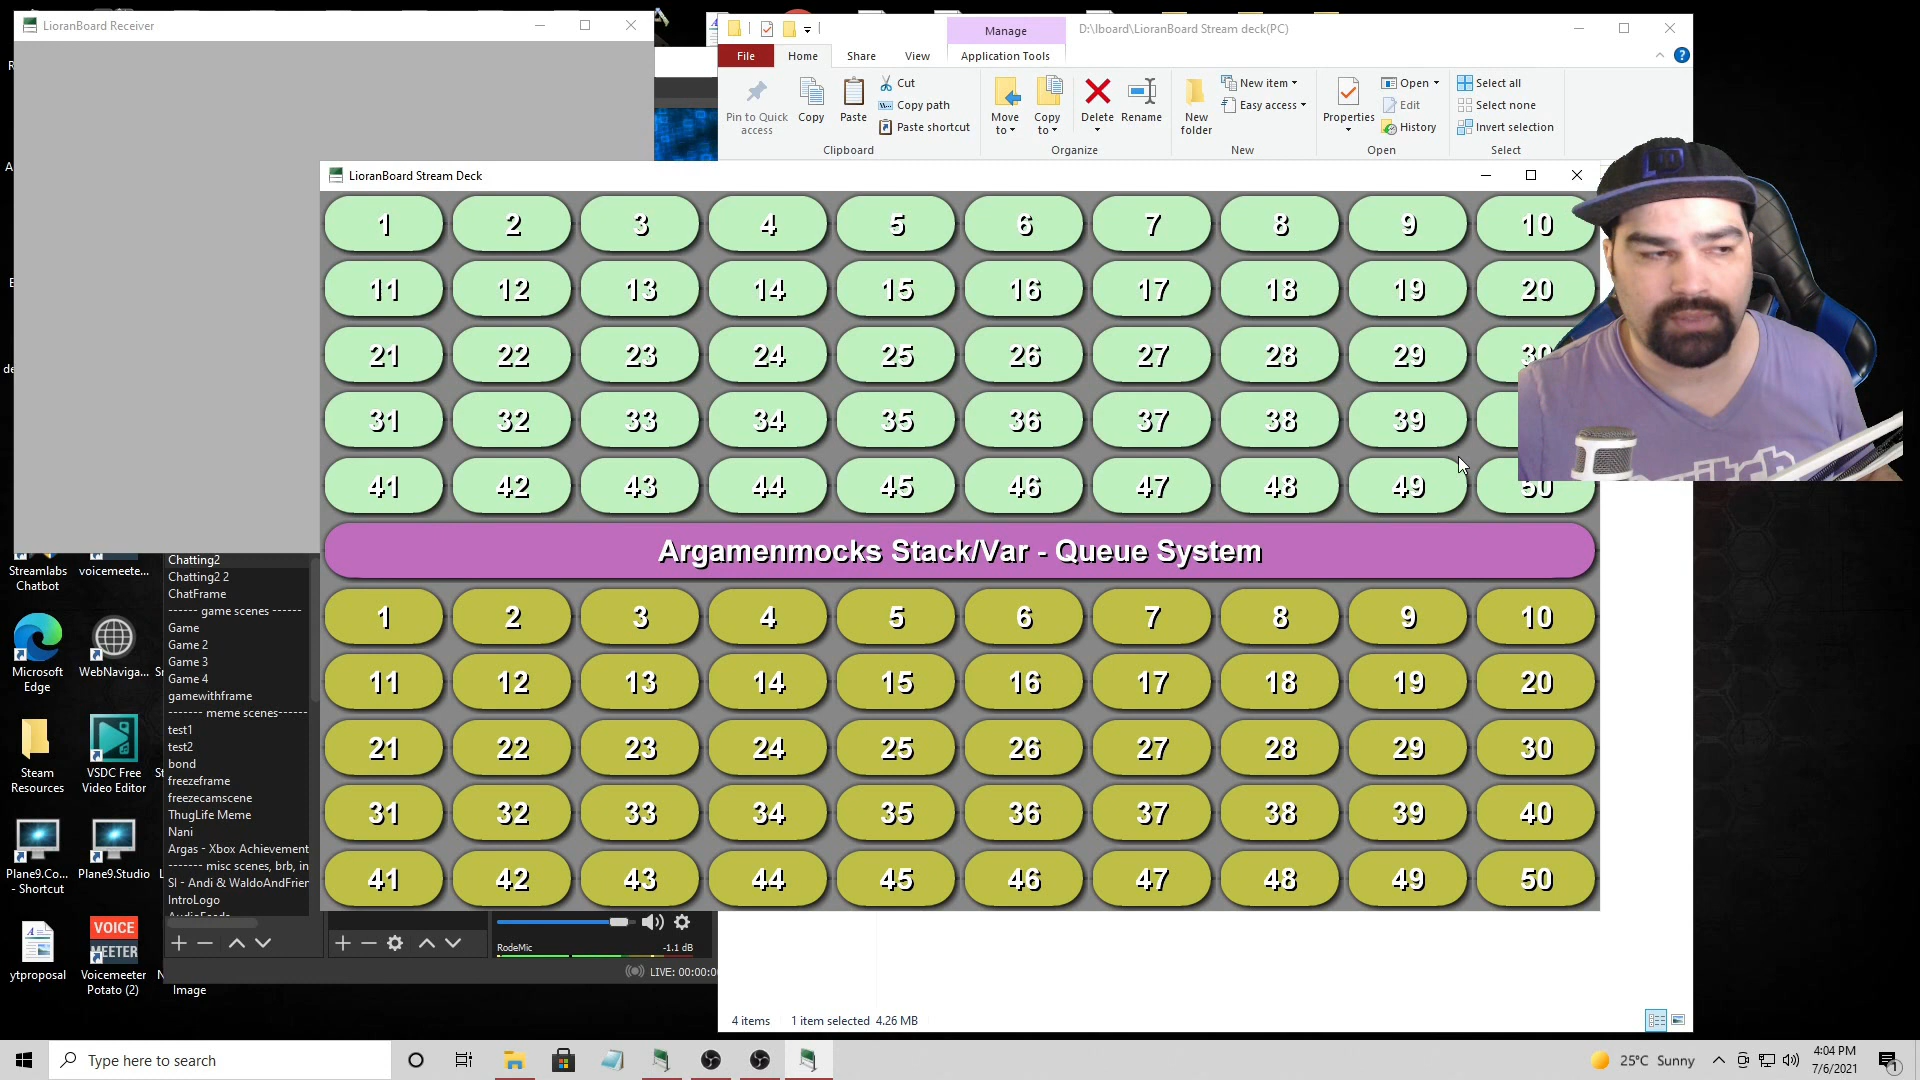 LioranBoard Receiver
Manage
D:\lboard\LioranBoard Stream deck(PC)
File
Home
Share
View
Application Tools
Pin to Quick access
Copy
Paste
Cut
Copy path
Paste shortcut
Clipboard
Move to
Copy to
Delete
Rename
Organize
New folder
New item
Easy access
New
Properties
Open
Edit
History
Open
Select all
Select none
Invert selection
Select
LioranBoard Stream Deck
1 2 3 4 5 6 7 8 9 10
11 12 13 14 15 16 17 18 19 20
21 22 23 24 25 26 27 28 29 30
31 32 33 34 35 36 37 38 39
41 42 43 44 45 46 47 48 49 50
Argamenmocks Stack/Var - Queue System
1 2 3 4 5 6 7 8 9 10
11 12 13 14 15 16 17 18 19 20
21 22 23 24 25 26 27 28 29 30
31 32 33 34 35 36 37 38 39 40
41 42 43 44 45 46 47 48 49 50
Streamlabs Chatbot
voicemeete...
Microsoft Edge
WebNaviga...
Steam Resources
VSDC Free Video Editor
Plane9.Co... - Shortcut
Plane9.Studio
ytproposal
VOICE
MEETER
Voicemeeter Potato (2)
Image
Chatting2
Chatting2 2
ChatFrame
------ game scenes ------
Game
Game 2
Game 3
Game 4
gamewithframe
------- meme scenes------
test1
test2
bond
freezeframe
freezecamscene
ThugLife Meme
Nani
Argas - Xbox Achievement
------- misc scenes, brb, in
Sl - Andi & WaldoAndFrien
IntroLogo
RodeMic
-1.1 dB
LIVE: 00:00:0
4 items
1 item selected 4.26 MB
Type here to search
25°C Sunny
4:04 PM
7/6/2021